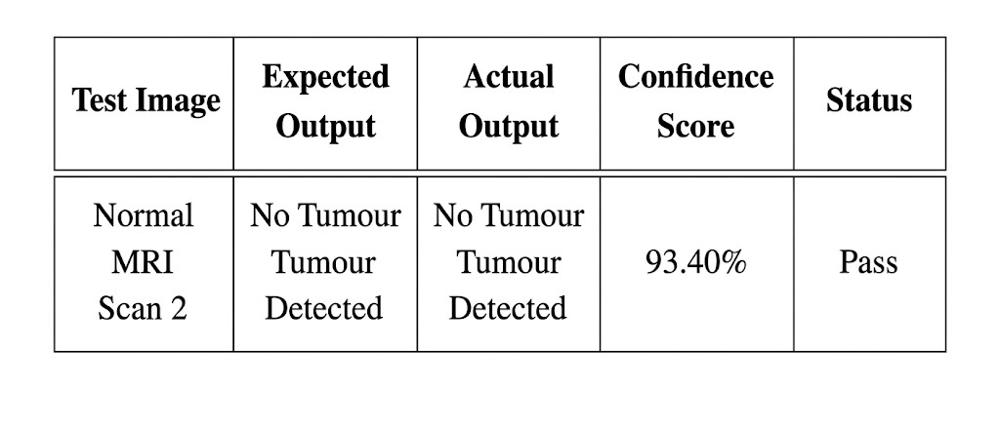 Test Image
Expected
Output
Actual
Output
Confidence
Score
Status
Normal
MRI
Scan 2
No Tumour
Tumour
Detected
No Tumour
Tumour
Detected
93.40%
Pass